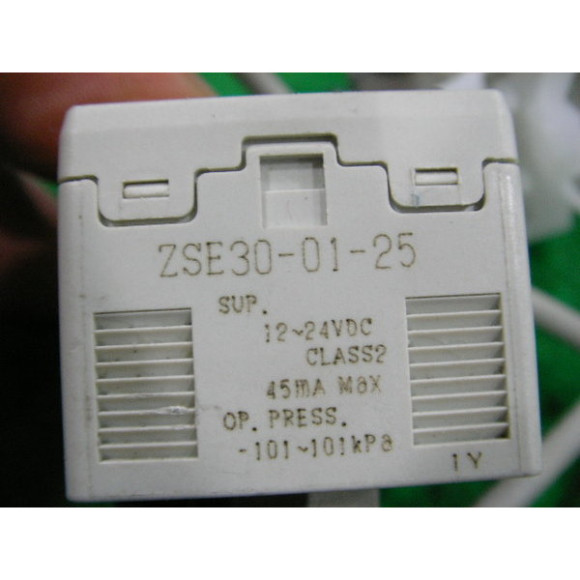 ZSE30-01-25
SUP.
12~24VDC
CLASS2
45mA MaX
OP. PRESS.
-101~101kPa
1Y